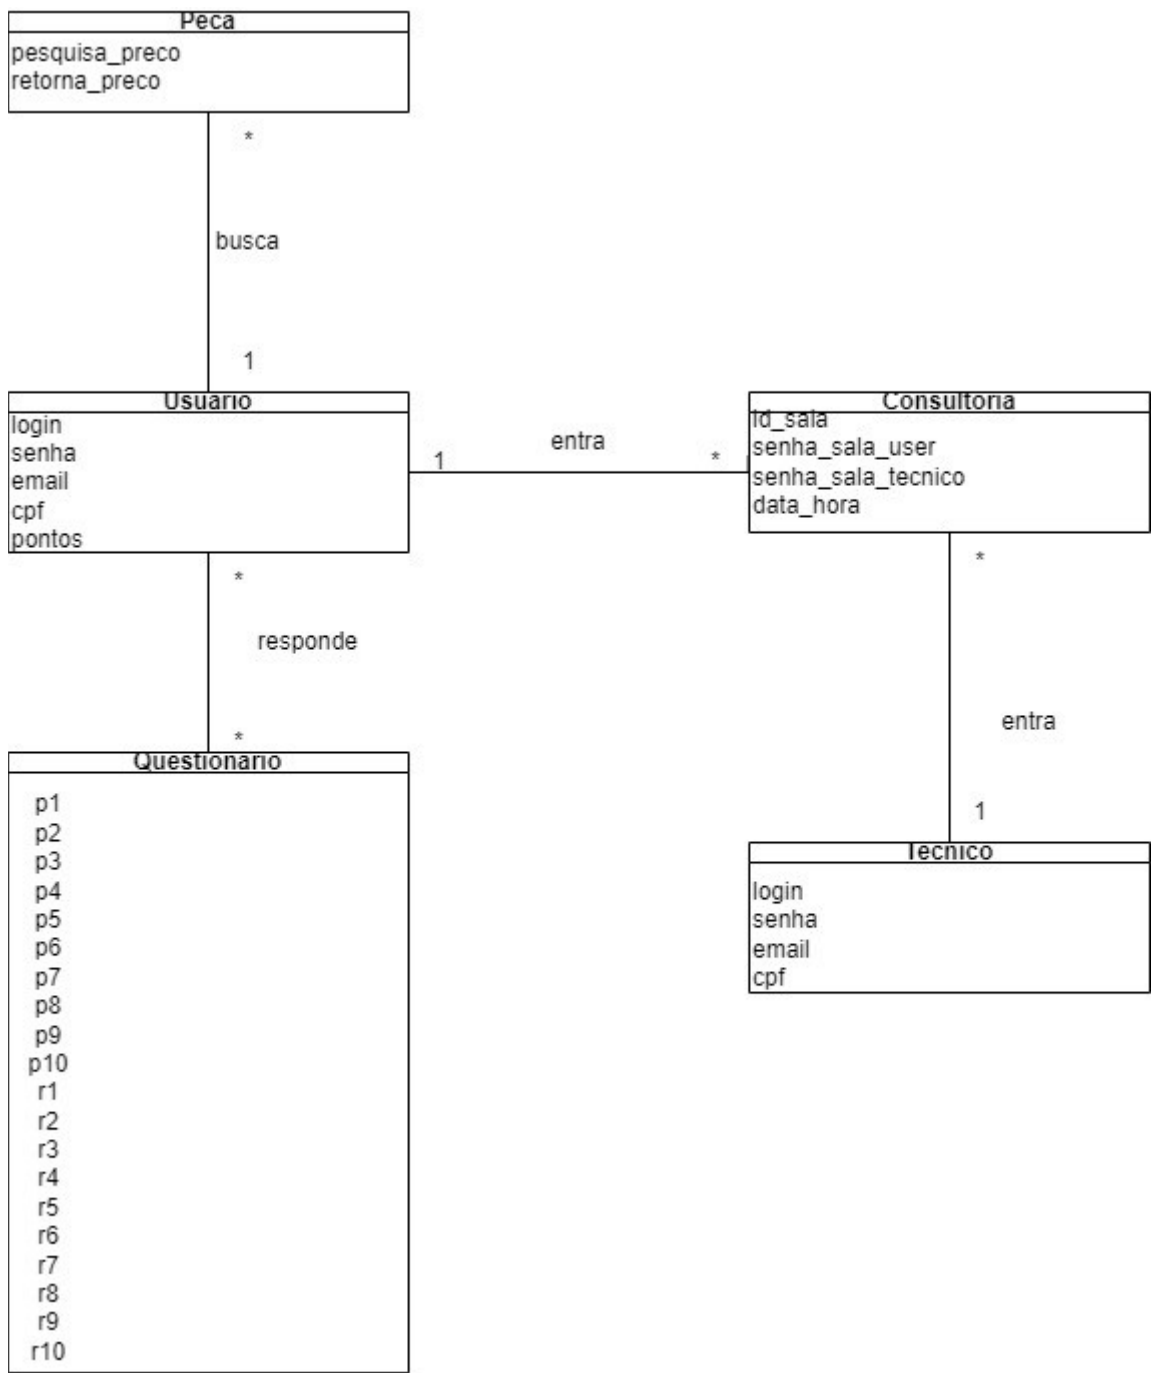 Peca
pesquisa_preco
retorna_preco
*
busca
1
Usuário
login
senha
email
cpf
pontos
1
entra
*
Consultoria
id_sala
senha_sala_user
senha_sala_tecnico
data_hora
*
responde
*
Questionário
p1
p2
p3
p4
p5
p6
p7
p8
p9
p10
r1
r2
r3
r4
r5
r6
r7
r8
r9
r10
*
entra
1
Tecnico
login
senha
email
cpf